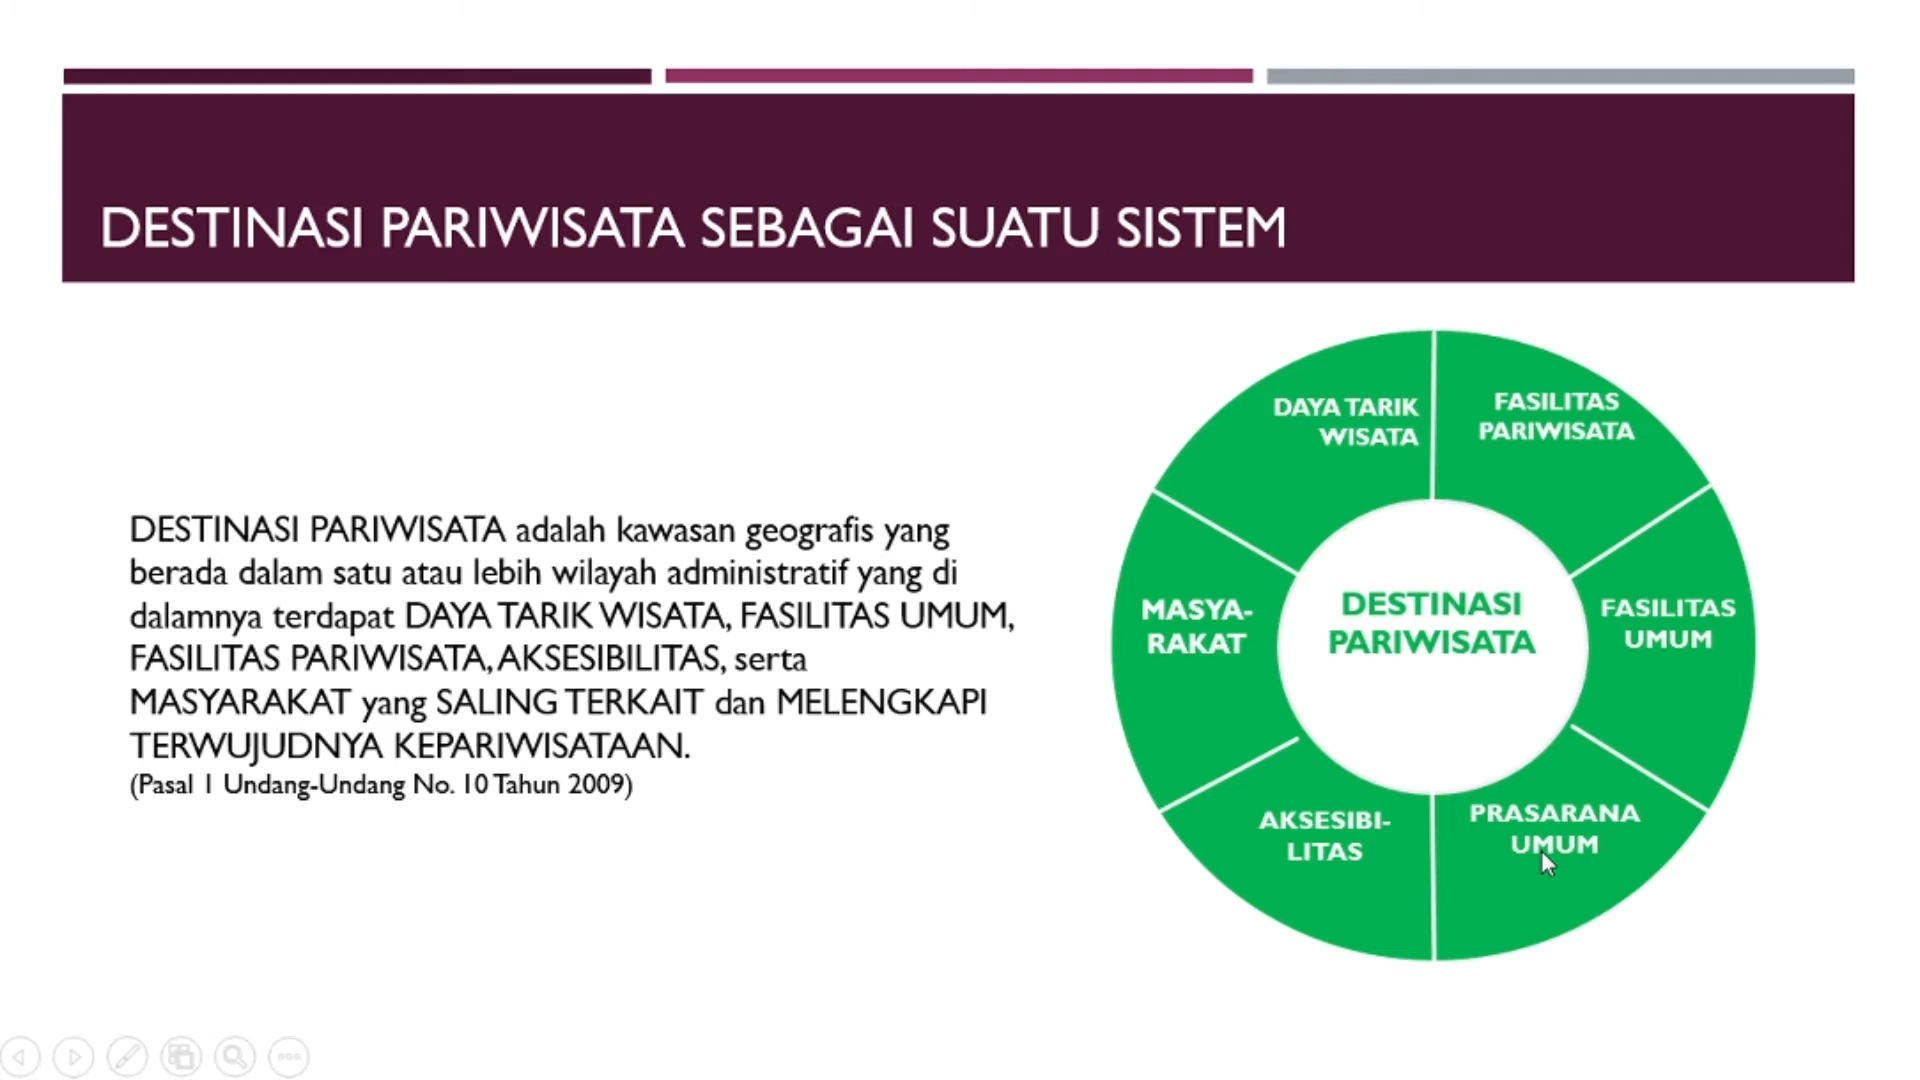 DESTINASI PARIWISATA SEBAGAI SUATU SISTEM
DESTINASI PARIWISATA adalah kawasan geografis yang
berada dalam satu atau lebih wilayah administratif yang di
dalamnya terdapat DAYA TARIK WISATA, FASILITAS UMUM,
FASILITAS PARIWISATA, AKSESIBILITAS, serta
MASYARAKAT yang SALING TERKAIT dan MELENGKAPI
TERWUJUDNYA KEPARIWISATAAN.
(Pasal 1 Undang-Undang No. 10 Tahun 2009)
DAYA TARIK
WISATA
FASILITAS
PARIWISATA
MASYA-
RAKAT
DESTINASI
PARIWISATA
FASILITAS
UMUM
AKSESIBI-
LITAS
PRASARANA
UMUM